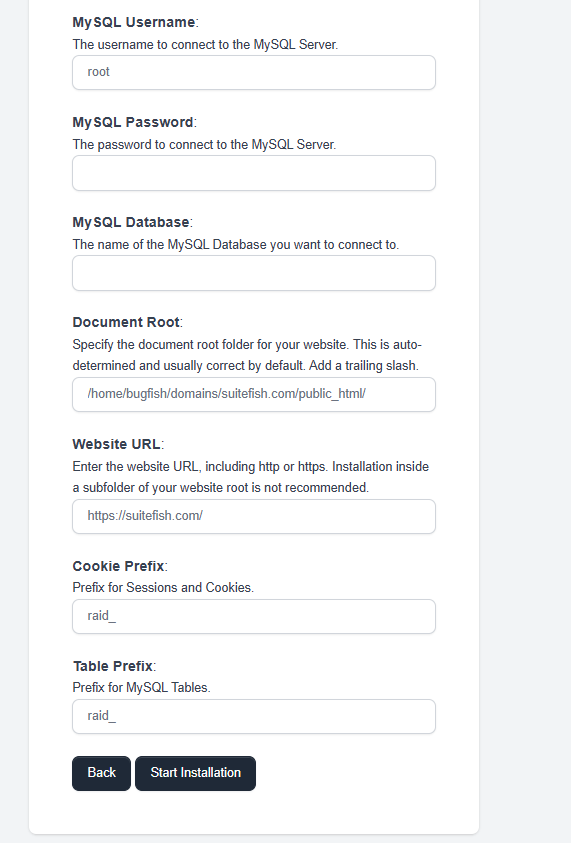 MySQL Username:
The username to connect to the MySQL Server.
root
MySQL Password:
The password to connect to the MySQL Server.
MySQL Database:
The name of the MySQL Database you want to connect to.
Document Root:
Specify the document root folder for your website. This is auto-
determined and usually correct by default. Add a trailing slash.
/home/bugfish/domains/suitefish.com/public_html/
Website URL:
Enter the website URL, including http or https. Installation inside
a subfolder of your website root is not recommended.
https://suitefish.com/
Cookie Prefix:
Prefix for Sessions and Cookies.
raid_
Table Prefix:
Prefix for MySQL Tables.
raid_
Back Start Installation